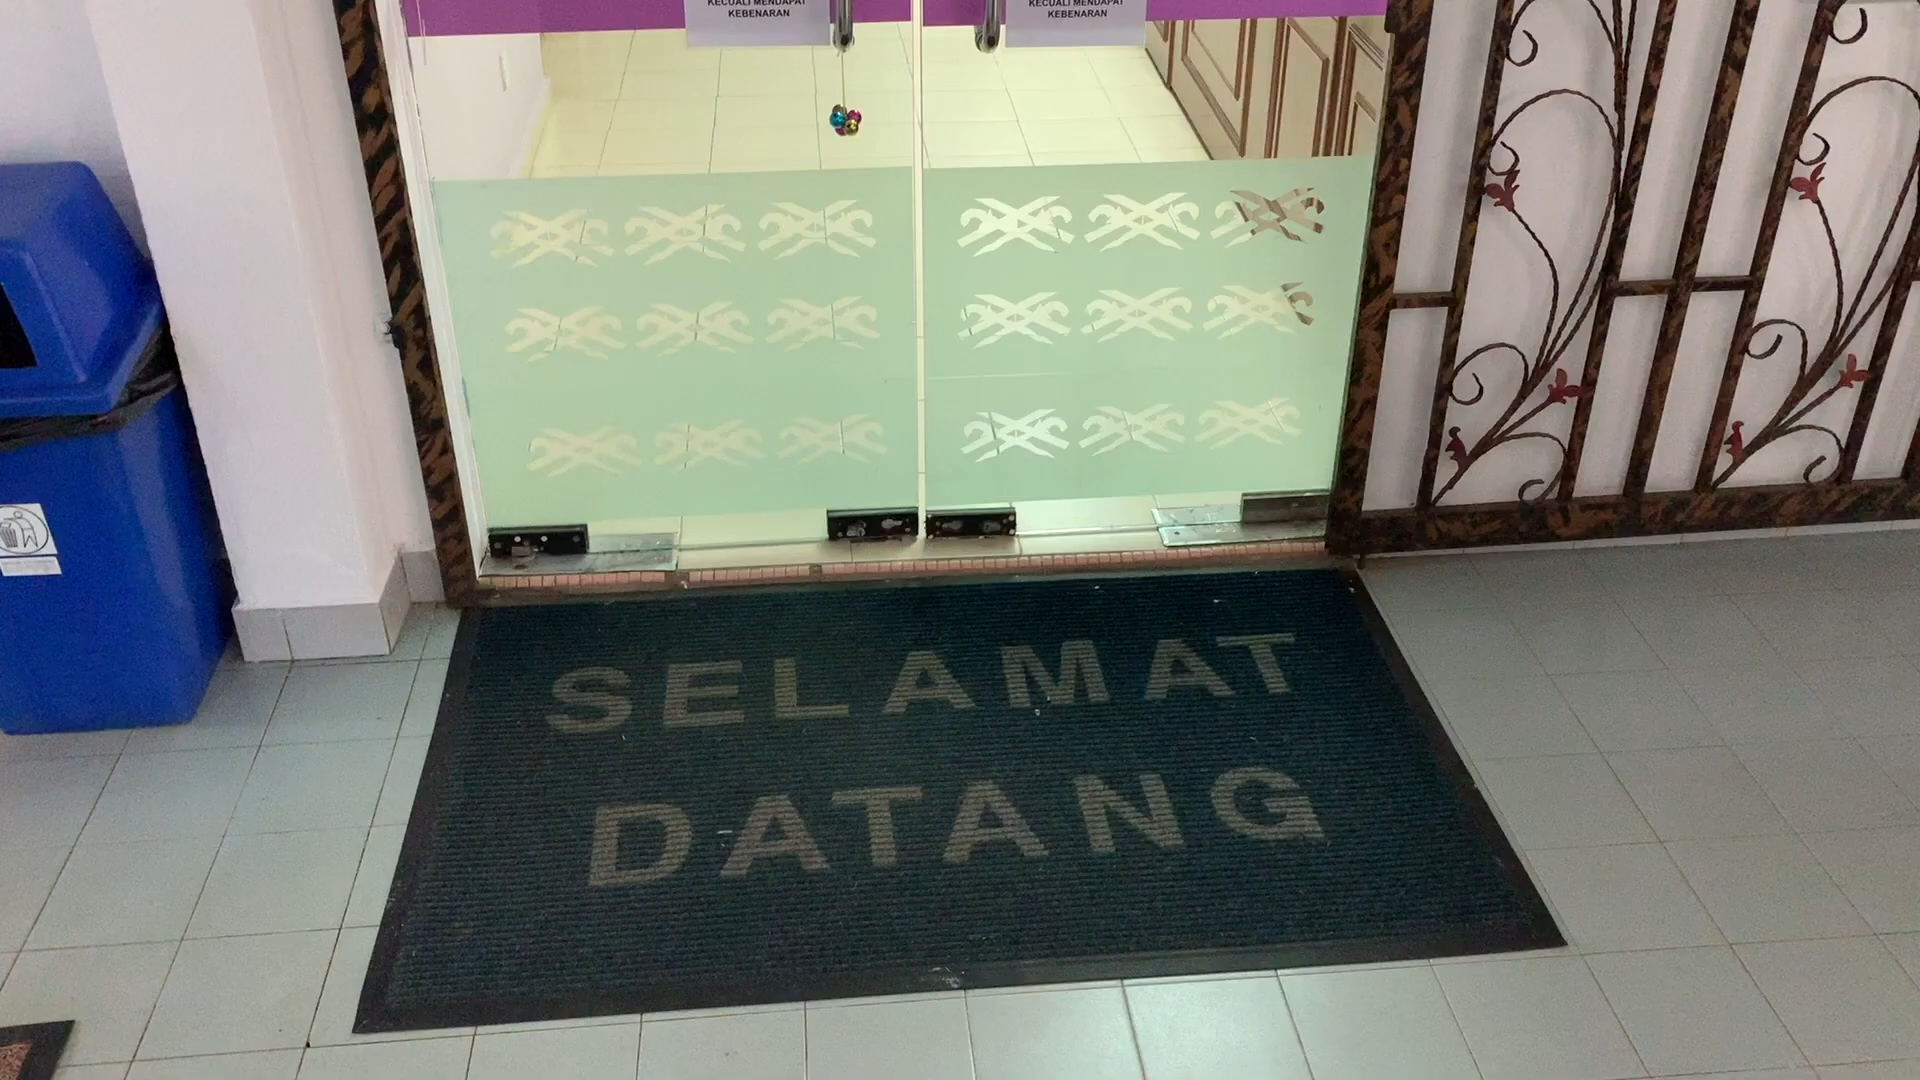 KECUALI MENDAPAT
KEBENARAN
KECUALI MENDAPAT
KEBENARAN
SELAMAT
DATANG